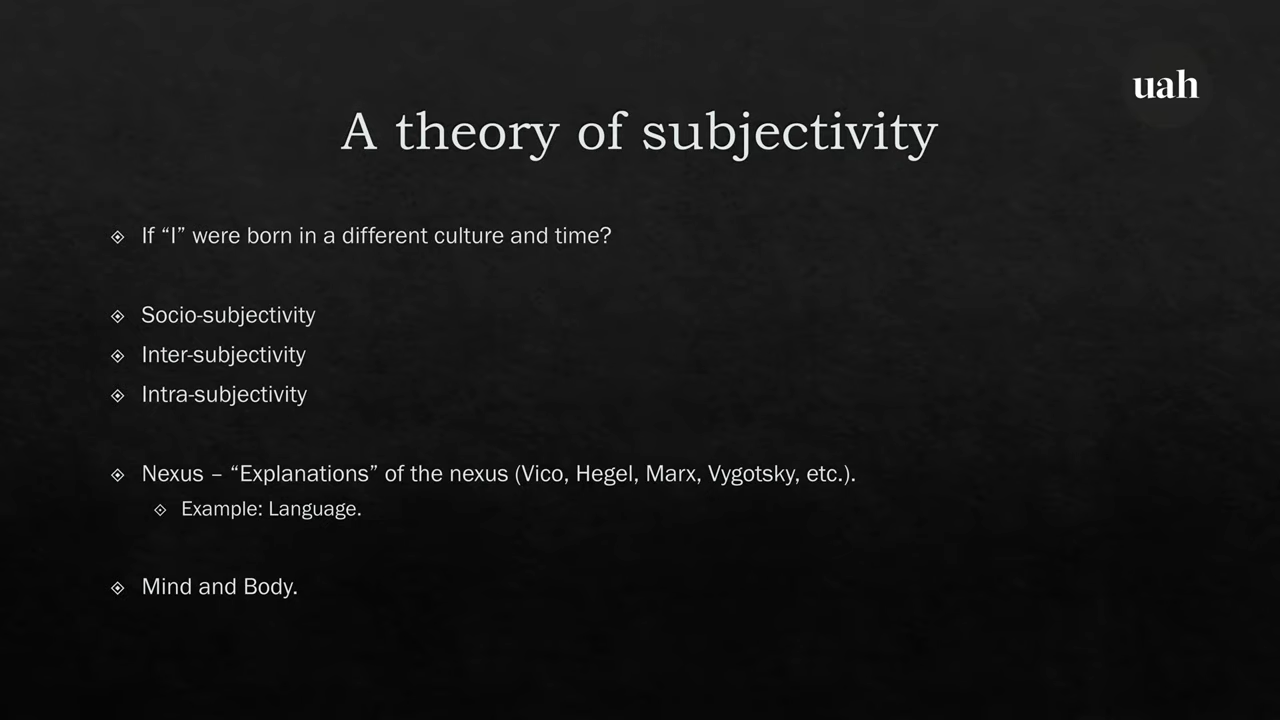 uah
A theory of subjectivity
If “I” were born in a different culture and time?
Socio-subjectivity
Inter-subjectivity
Intra-subjectivity
Nexus – “Explanations” of the nexus (Vico, Hegel, Marx, Vygotsky, etc.).
Example: Language.
Mind and Body.